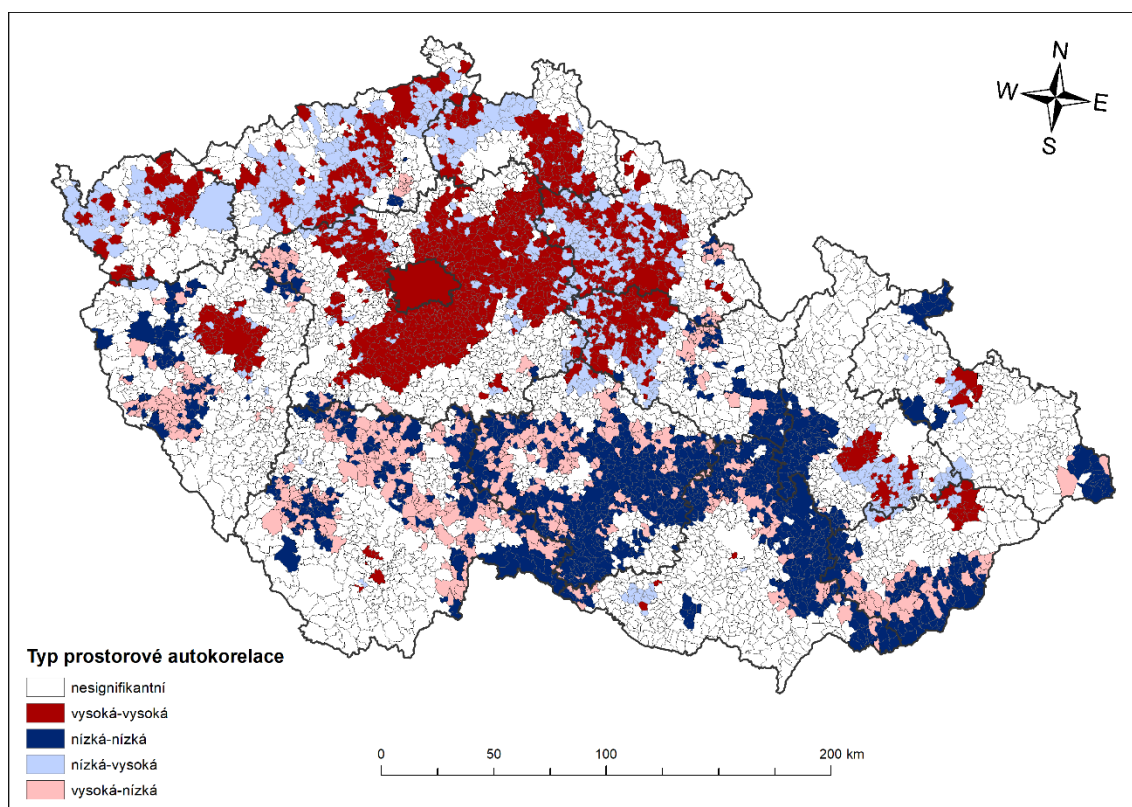 N
W E
S
Typ prostorové autokorelace
nesignifikantní
vysoká-vysoká
nízká-nízká
nízká-vysoká
vysoká-nízká
0 50 100 200 km